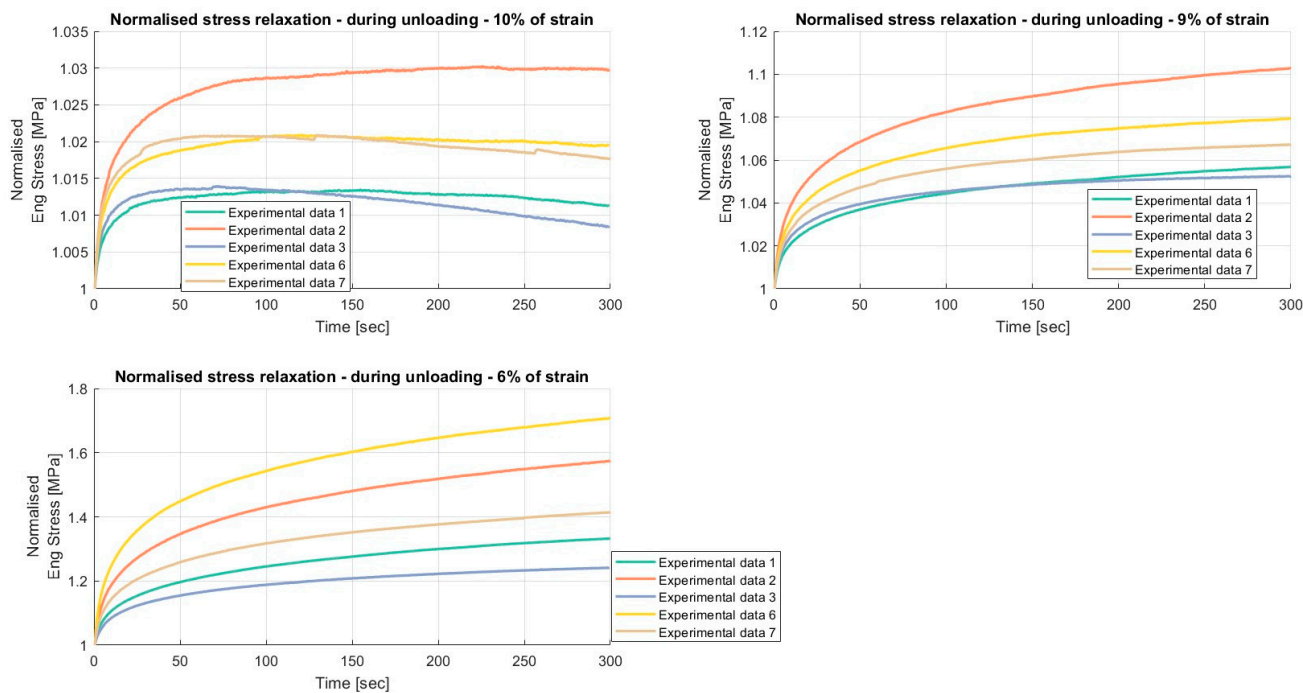 Normalised stress relaxation - during unloading - 10% of strain
1.035
1.03
1.025
1.02
1.015
1.01
1.005
1
Normalised
Eng Stress [MPa]
Experimental data 1
Experimental data 2
Experimental data 3
Experimental data 6
Experimental data 7
0 50 100 150 200 250 300
Time [sec]
Normalised stress relaxation - during unloading - 9% of strain
1.12
1.1
1.08
1.06
1.04
1.02
1
Normalised
Eng Stress [MPa]
Experimental data 1
Experimental data 2
Experimental data 3
Experimental data 6
Experimental data 7
0 50 100 150 200 250 300
Time [sec]
Normalised stress relaxation - during unloading - 6% of strain
1.8
1.6
1.4
1.2
1
Normalised
Eng Stress [MPa]
Experimental data 1
Experimental data 2
Experimental data 3
Experimental data 6
Experimental data 7
0 50 100 150 200 250 300
Time [sec]